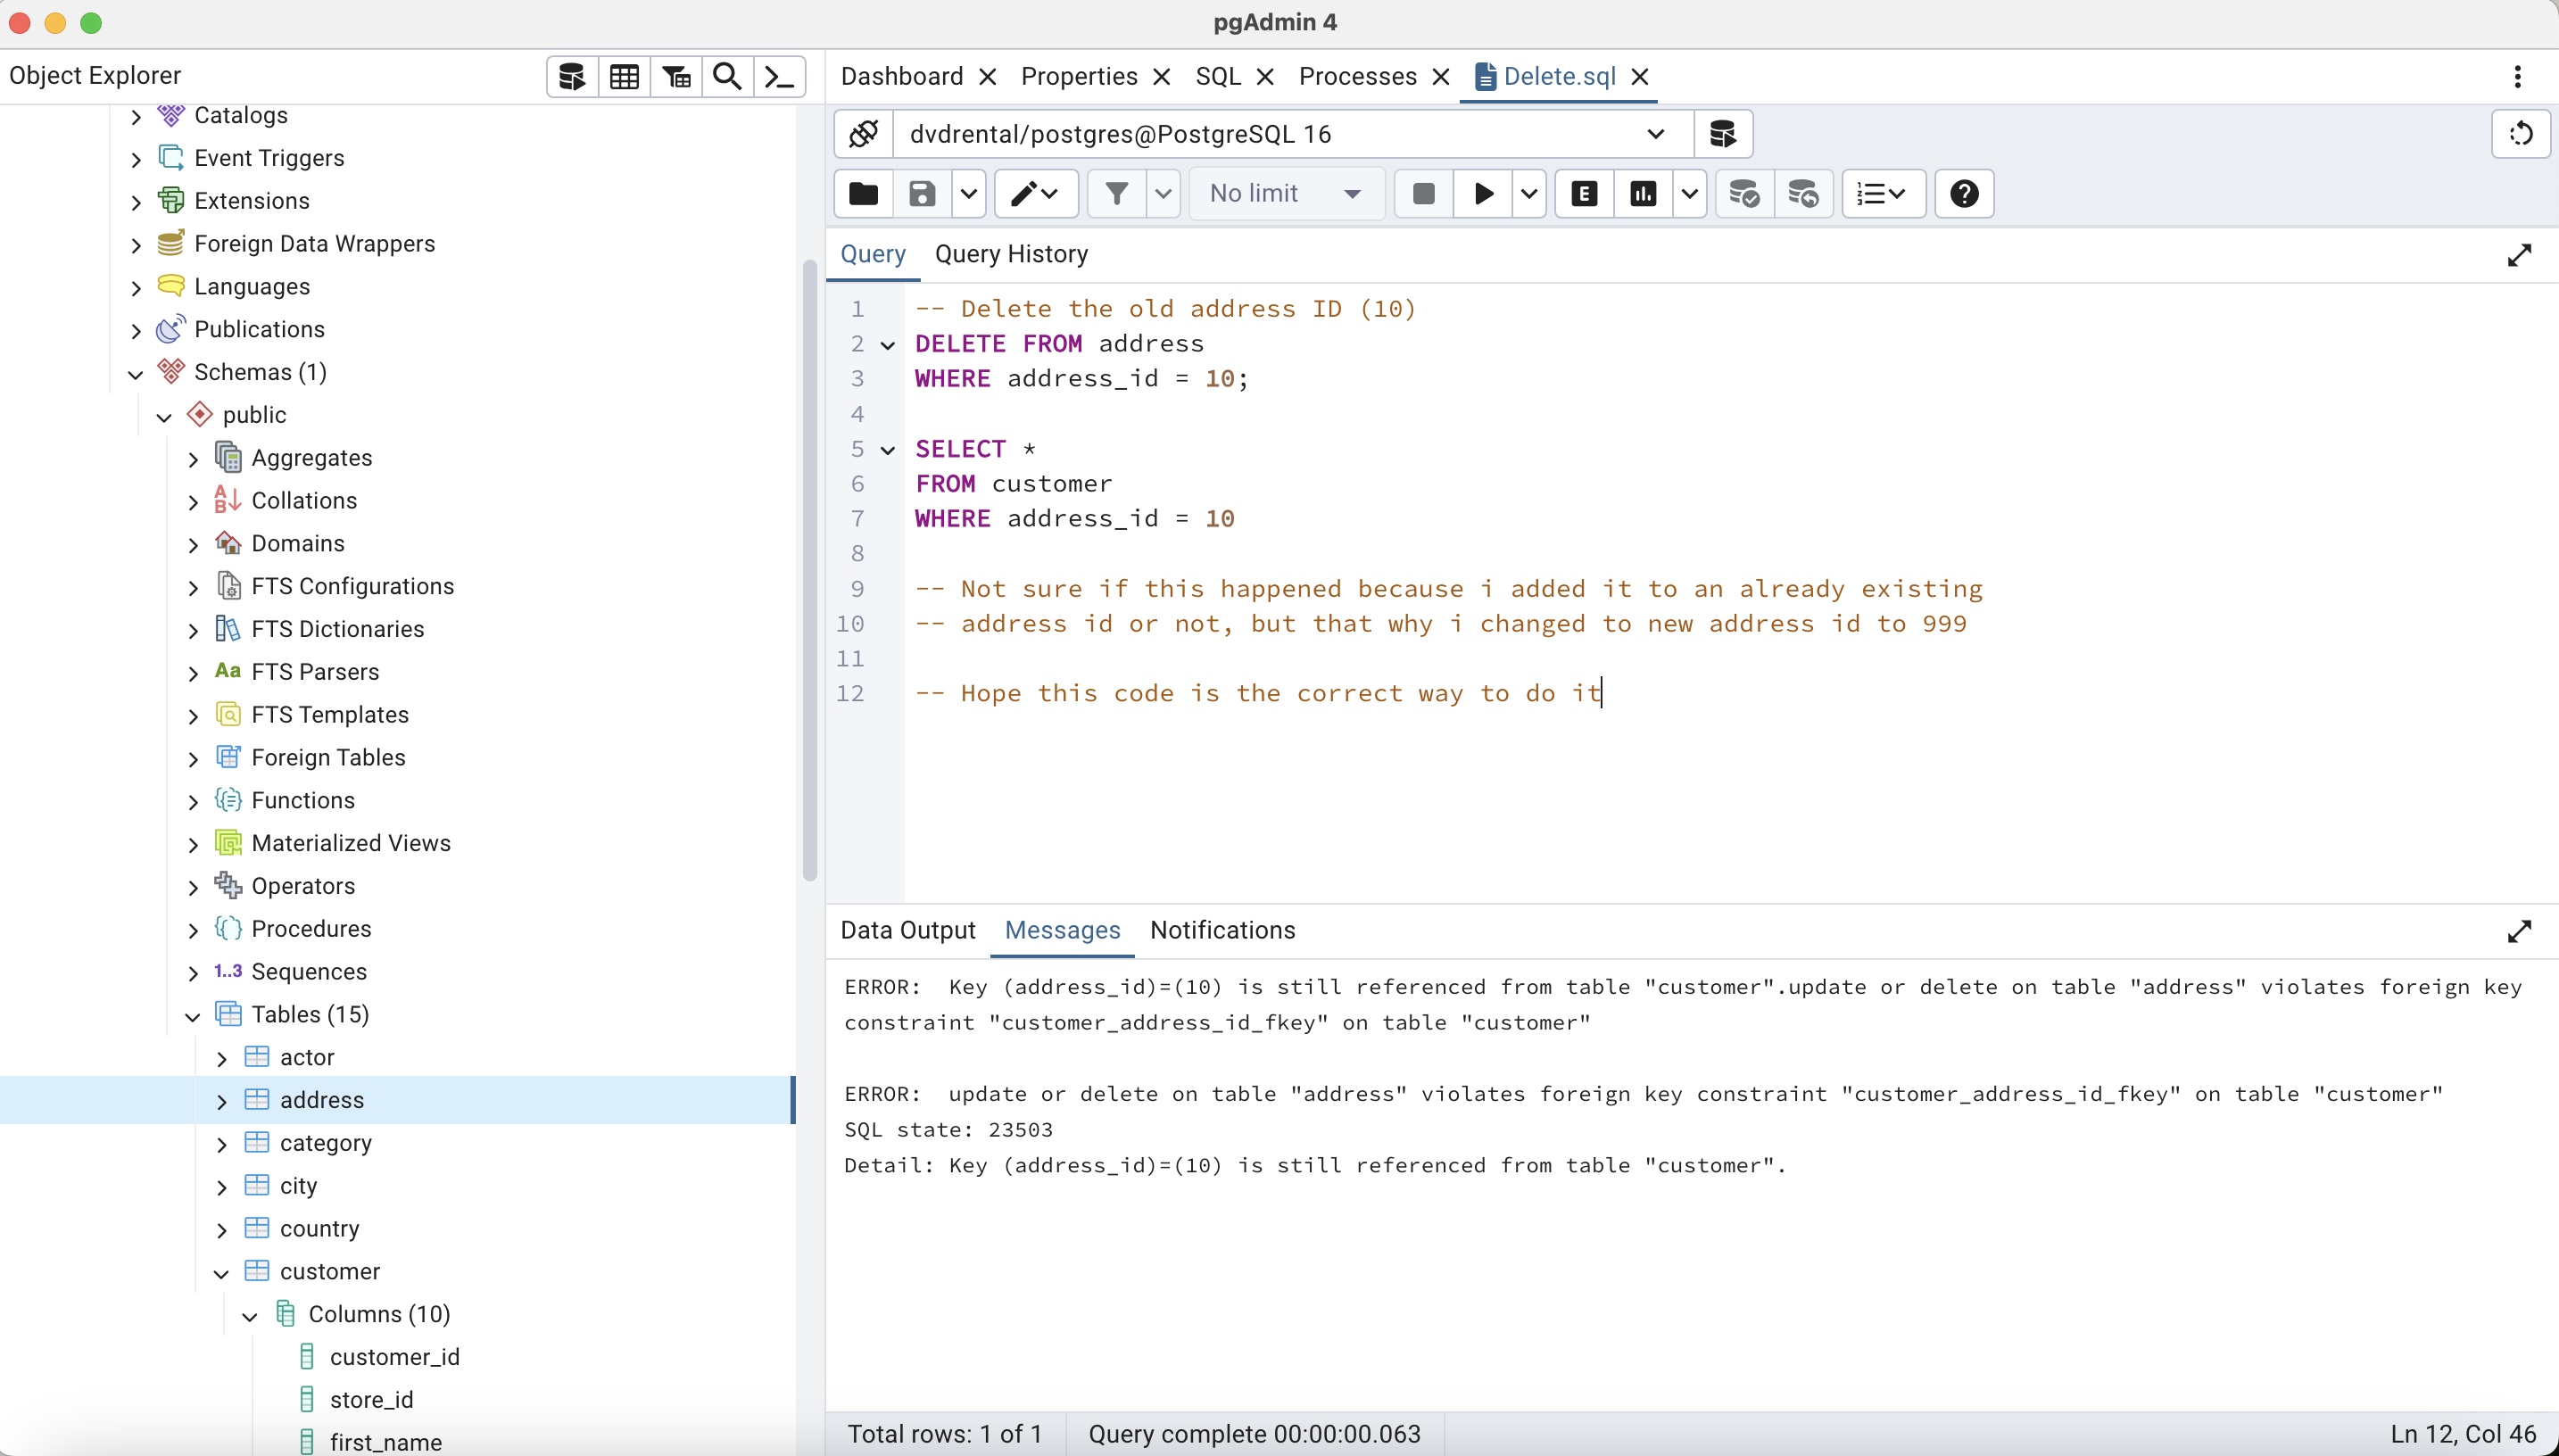 pgAdmin 4
Object Explorer
Catalogs
Event Triggers
Extensions
Foreign Data Wrappers
Languages
Publications
Schemas (1)
public
Aggregates
Collations
Domains
FTS Configurations
FTS Dictionaries
Aa FTS Parsers
FTS Templates
Foreign Tables
Functions
Materialized Views
Operators
Procedures
1..3 Sequences
Tables (15)
actor
address
category
city
country
customer
Columns (10)
customer_id
store_id
first_name
Dashboard Properties SQL Processes Delete.sql
dvdrental/postgres@PostgreSQL 16
No limit E
Query Query History
1 -- Delete the old address ID (10)
2 DELETE FROM address
3 WHERE address_id = 10;
4
5 SELECT *
6 FROM customer
7 WHERE address_id = 10
8
9 -- Not sure if this happened because i added it to an already existing
10 -- address id or not, but that why i changed to new address id to 999
11
12 -- Hope this code is the correct way to do it
Data Output Messages Notifications
ERROR:  Key (address_id)=(10) is still referenced from table "customer".update or delete on table "address" violates foreign key
constraint "customer_address_id_fkey" on table "customer"
ERROR:  update or delete on table "address" violates foreign key constraint "customer_address_id_fkey" on table "customer"
SQL state: 23503
Detail: Key (address_id)=(10) is still referenced from table "customer".
Total rows: 1 of 1 Query complete 00:00:00.063 Ln 12, Col 46